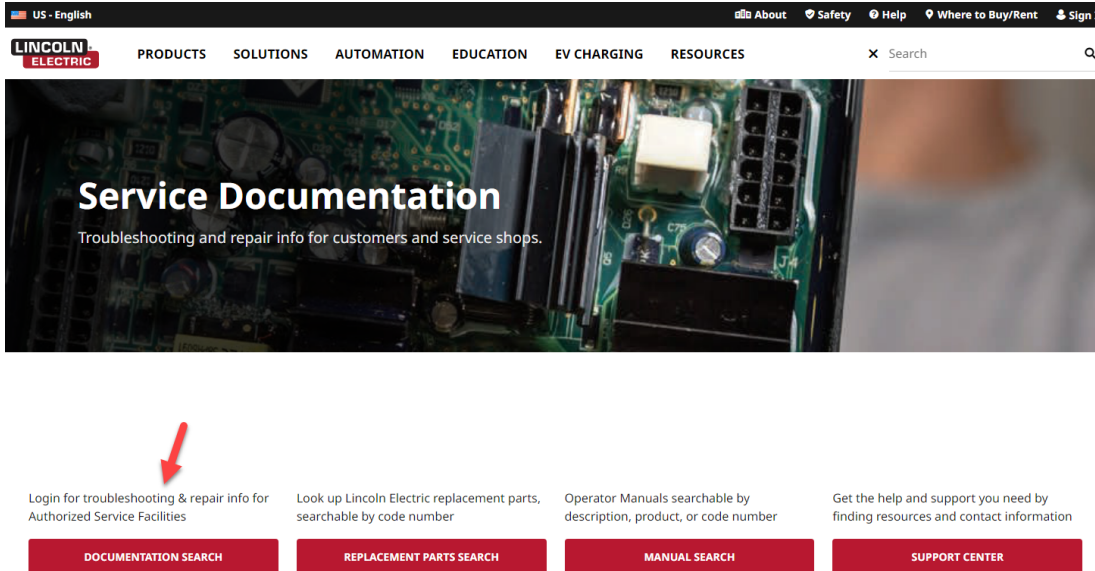 US - English
About
Safety
Help
Where to Buy/Rent
Sign
LINCOLN
ELECTRIC
PRODUCTS
SOLUTIONS
AUTOMATION
EDUCATION
EV CHARGING
RESOURCES
Search
Service Documentation
Troubleshooting and repair info for customers and service shops.
Login for troubleshooting & repair info for
Authorized Service Facilities
DOCUMENTATION SEARCH
Look up Lincoln Electric replacement parts,
searchable by code number
REPLACEMENT PARTS SEARCH
Operator Manuals searchable by
description, product, or code number
MANUAL SEARCH
Get the help and support you need by
finding resources and contact information
SUPPORT CENTER